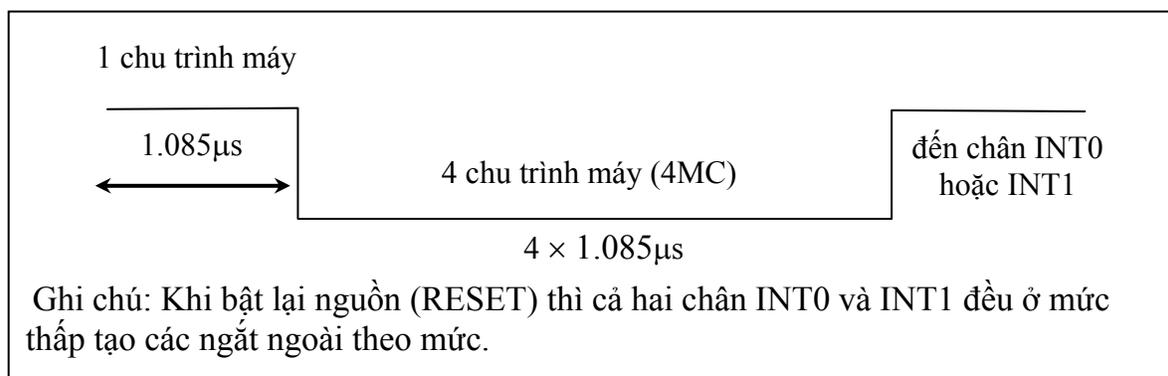 1 chu trình máy
1.085μs
4 chu trình máy (4MC)
đến chân INT0
hoặc INT1
4 × 1.085μs
Ghi chú: Khi bật lại nguồn (RESET) thì cả hai chân INT0 và INT1 đều ở mức
thấp tạo các ngắt ngoài theo mức.